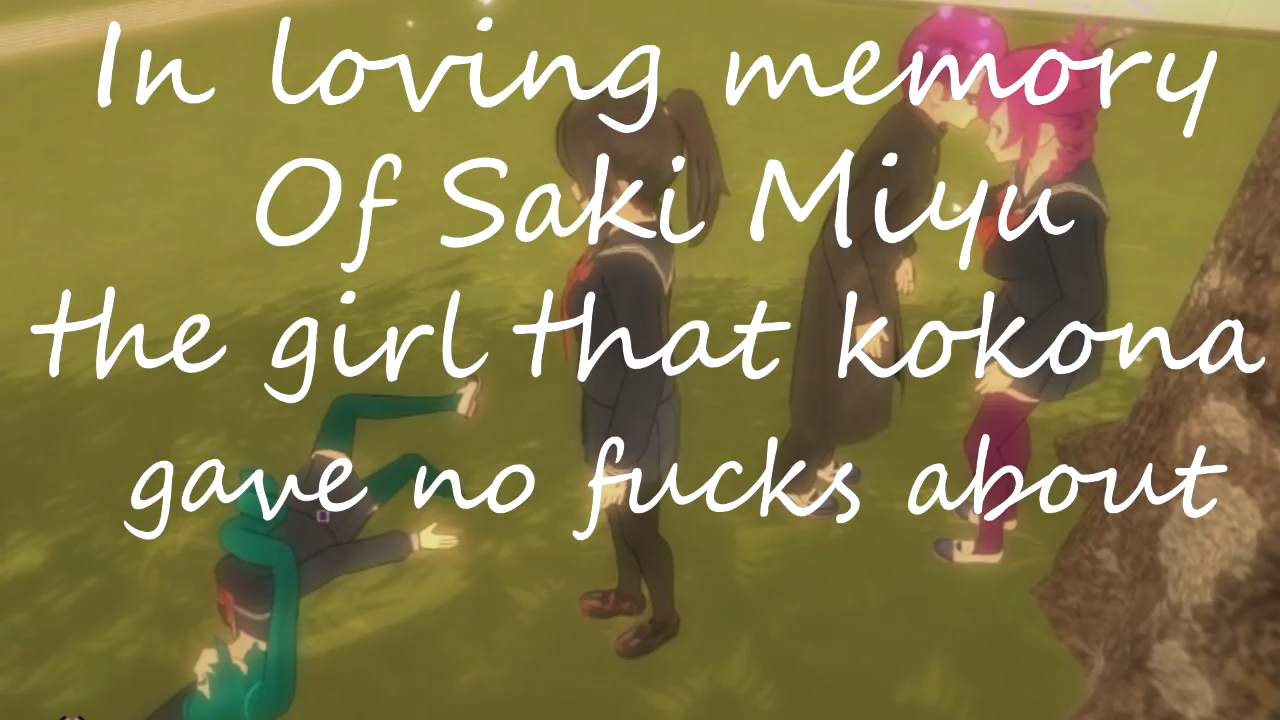 In loving memory
Of Saki Miyu
the girl that kokona
gave no fucks about